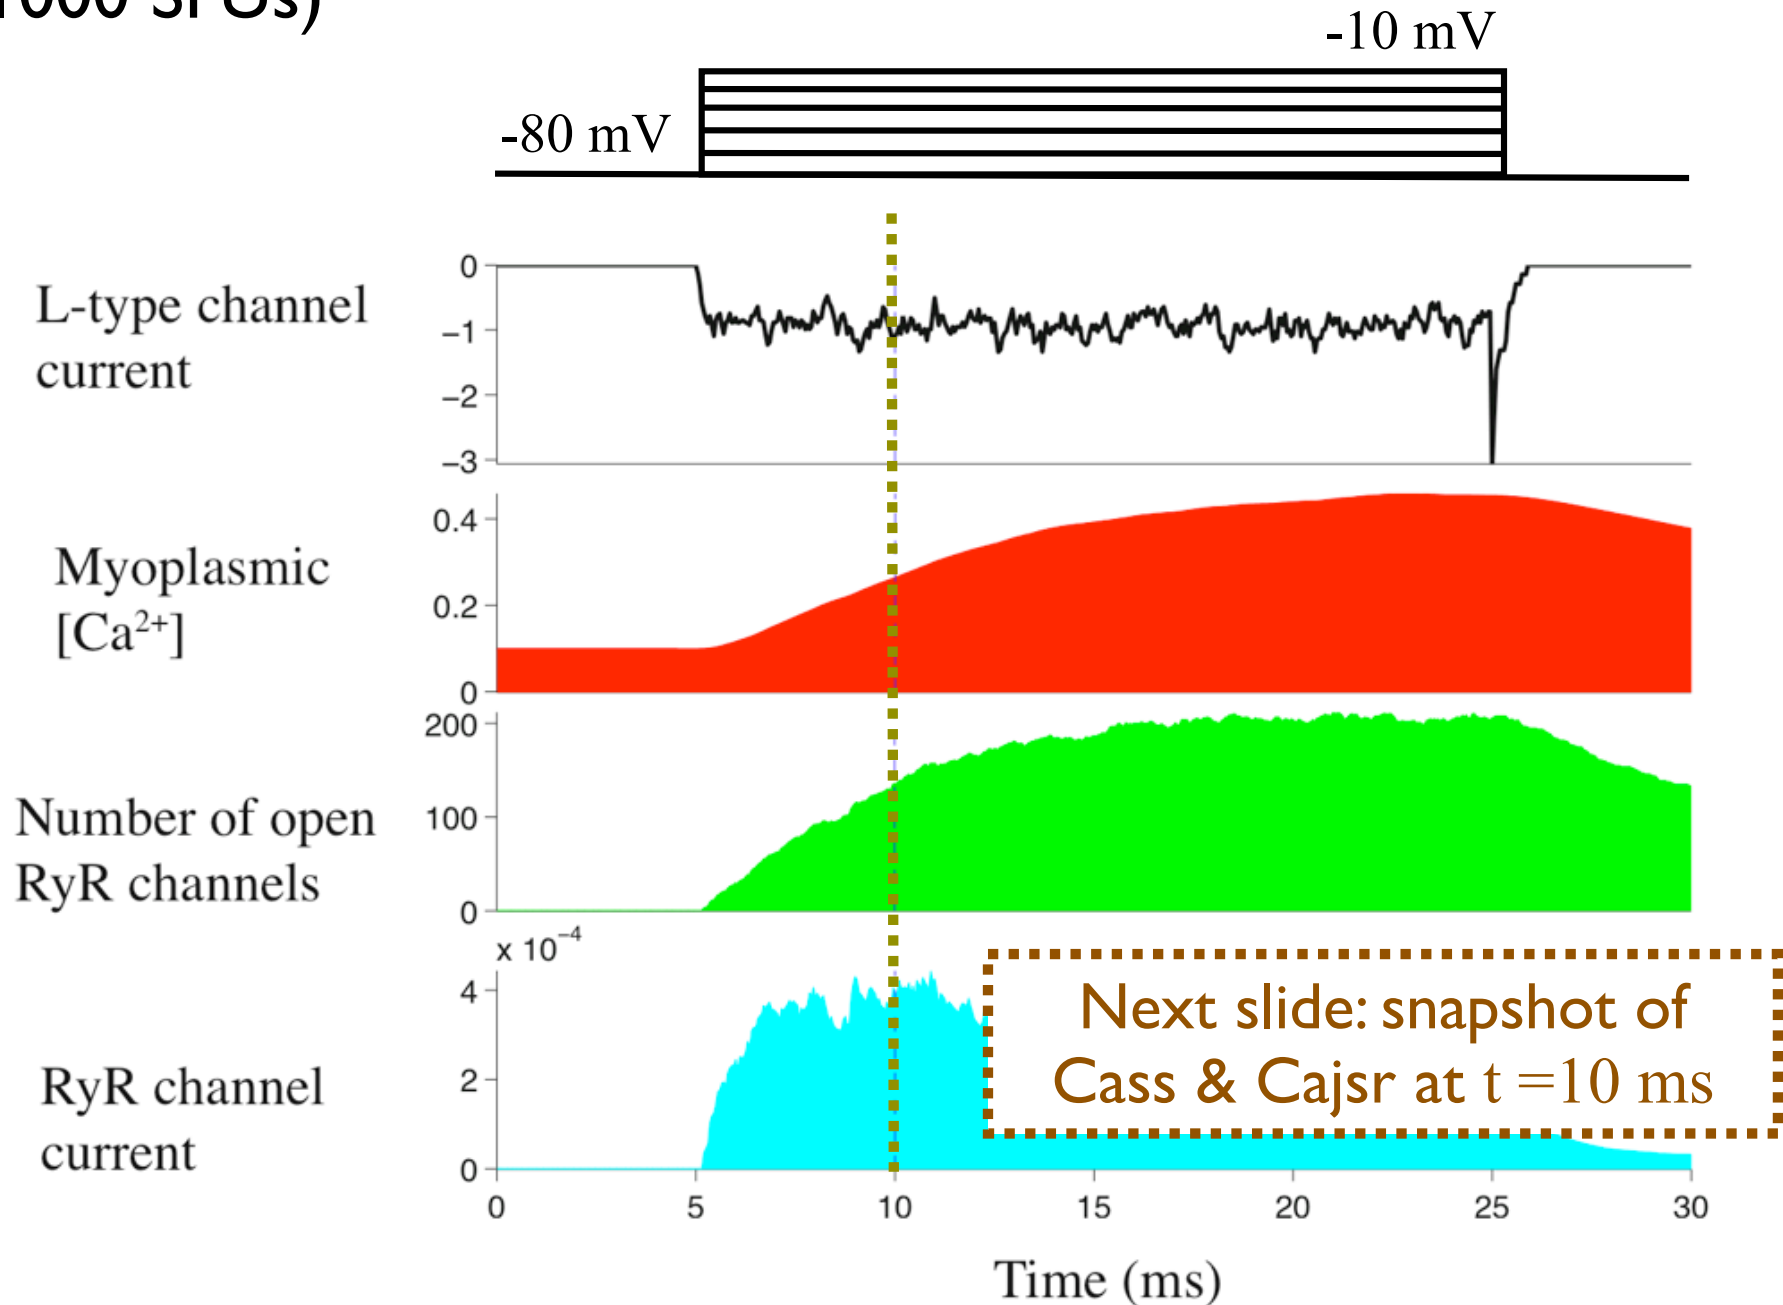 -10 mV
-80 mV
L-type channel
current
0
−1
−2
−3
Myoplasmic
[Ca²⁺]
0.4
0.2
0
Number of open
RyR channels
200
100
0
RyR channel
current
x 10⁻⁴
4
2
0
Next slide: snapshot of
Cass & Cajsr at t =10 ms
0 5 10 15 20 25 30
Time (ms)